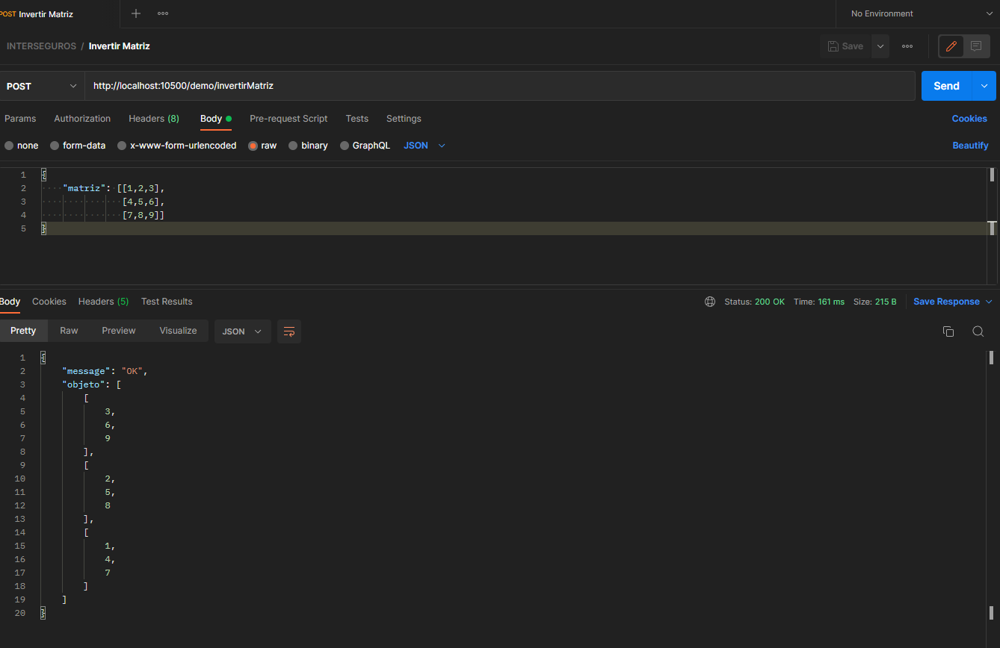 POST Invertir Matriz
No Environment
INTERSEGUROS / Invertir Matriz
Save
POST http://localhost:10500/demo/invertirMatriz Send
Params Authorization Headers (8) Body Pre-request Script Tests Settings Cookies
none form-data x-www-form-urlencoded raw binary GraphQL JSON Beautify
1 {
2 "matriz": [[1,2,3],
3 [4,5,6],
4 [7,8,9]]
5 }
Body Cookies Headers (5) Test Results Status: 200 OK Time: 161 ms Size: 215 B Save Response
Pretty Raw Preview Visualize JSON
1 {
2 "message": "OK",
3 "objeto": [
4 [
5 3,
6 6,
7 9
8 ],
9 [
10 2,
11 5,
12 8
13 ],
14 [
15 1,
16 4,
17 7
18 ]
19 ]
20 }